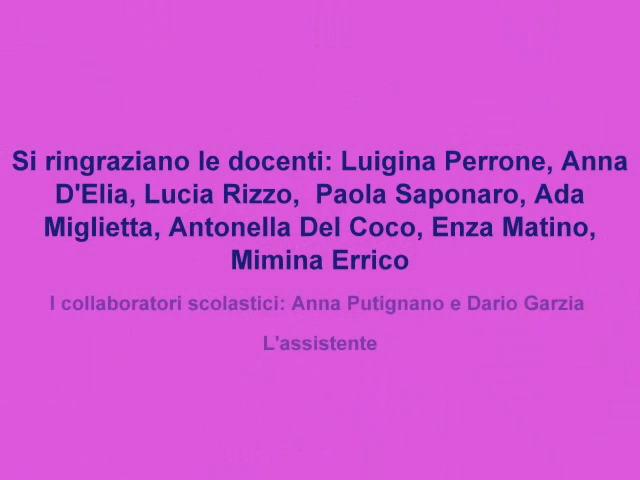 Si ringraziano le docenti: Luigina Perrone, Anna
D'Elia, Lucia Rizzo,  Paola Saponaro, Ada
Miglietta, Antonella Del Coco, Enza Matino,
Mimina Errico
I collaboratori scolastici: Anna Putignano e Dario Garzia
L'assistente